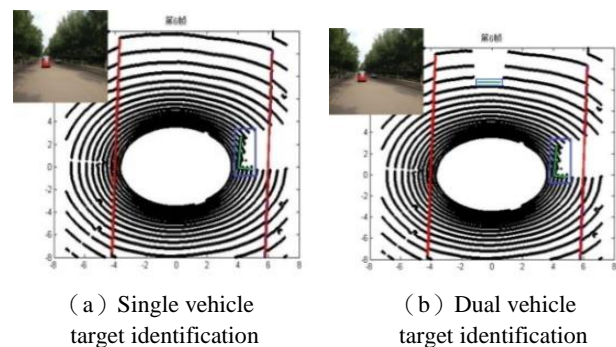 第6帧
4
2
0
-2
-4
-6
-8
-8 -6 -4 -2 0 2 4 6 8
（a）Single vehicle
target identification
第6帧
4
2
0
-2
-4
-6
-8
-8 -6 -4 -2 0 2 4 6 8
（b）Dual vehicle
target identification